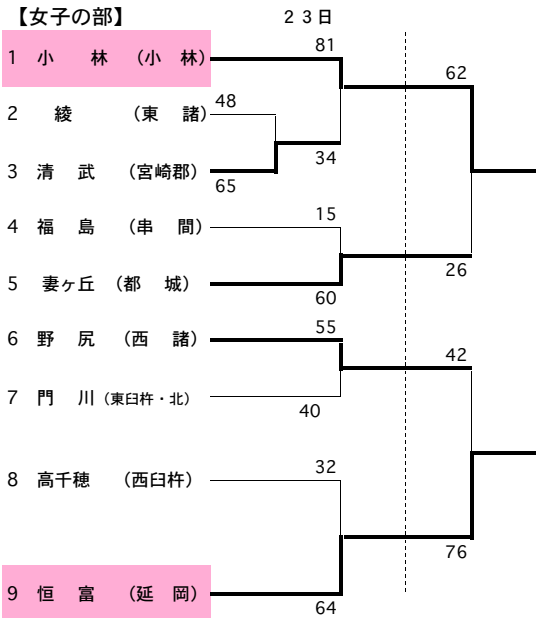 【女子の部】 ２３日
81
1 小 林 （小 林）
62
48
2 綾 （東 諸）
34
3 清 武 （宮崎郡）
65
15
4 福 島 （串 間）
26
5 妻ヶ丘 （都 城）
60
55
6 野 尻 （西 諸）
42
7 門 川 （東臼杵・北）
40
32
8 高千穂 （西臼杵）
76
9 恒 富 （延 岡）
64